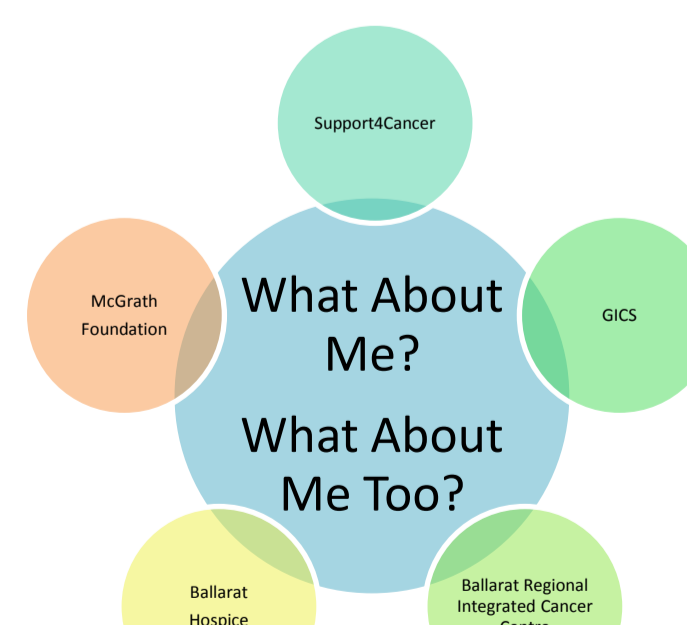 Support4Cancer
McGrath
Foundation
GICS
What About
Me?
What About
Me Too?
Ballarat
Hospice
Ballarat Regional
Integrated Cancer